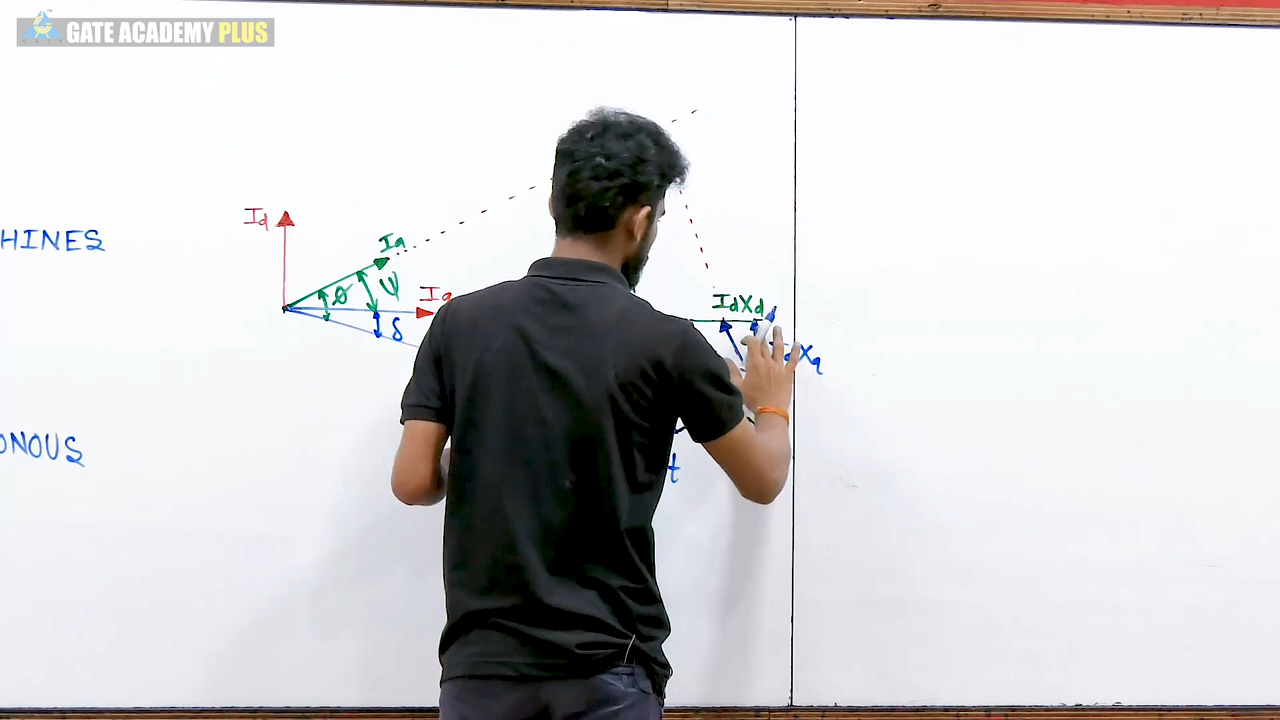 GATE ACADEMY PLUS
HINES
Id
Ia
θ
ψ
Iq
δ
IdXd
Xq
ONOUS
t